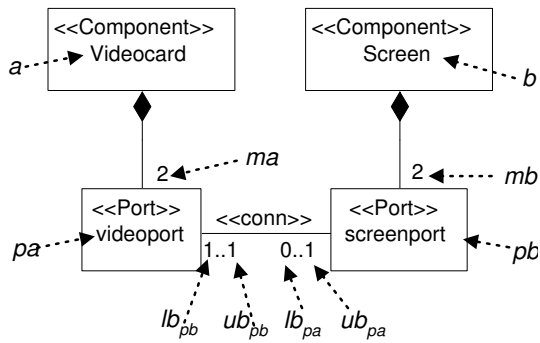 <<Component>>
Videocard
<<Component>>
Screen
a
b
2
ma
2
mb
<<Port>>
videoport
<<conn>>
<<Port>>
screenport
pa
1..1
0..1
pb
lb_pb
ub_pb
lb_pa
ub_pa